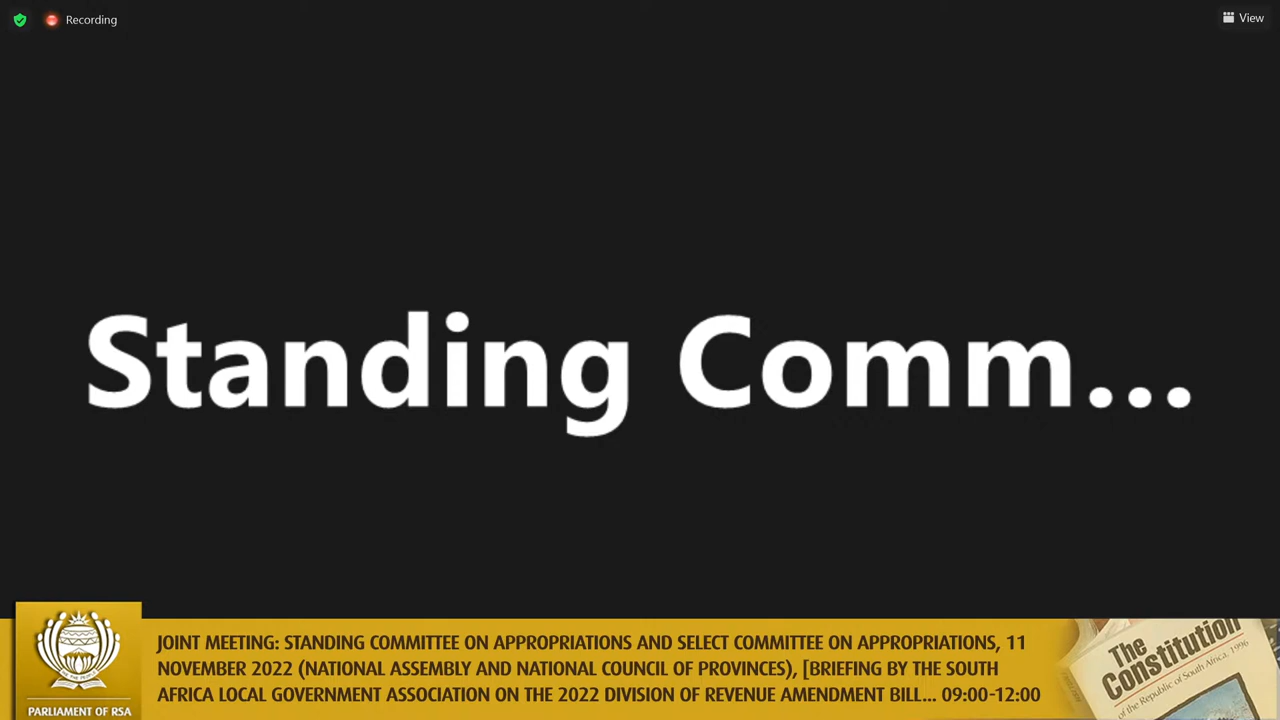 Recording
View
Standing Comm...
JOINT MEETING: STANDING COMMITTEE ON APPROPRIATIONS AND SELECT COMMITTEE ON APPROPRIATIONS, 11
NOVEMBER 2022 (NATIONAL ASSEMBLY AND NATIONAL COUNCIL OF PROVINCES), [BRIEFING BY THE SOUTH
AFRICA LOCAL GOVERNMENT ASSOCIATION ON THE 2022 DIVISION OF REVENUE AMENDMENT BILL... 09:00-12:00
PARLIAMENT OF RSA
The
Constitution
of the Republic of South Africa, 1996